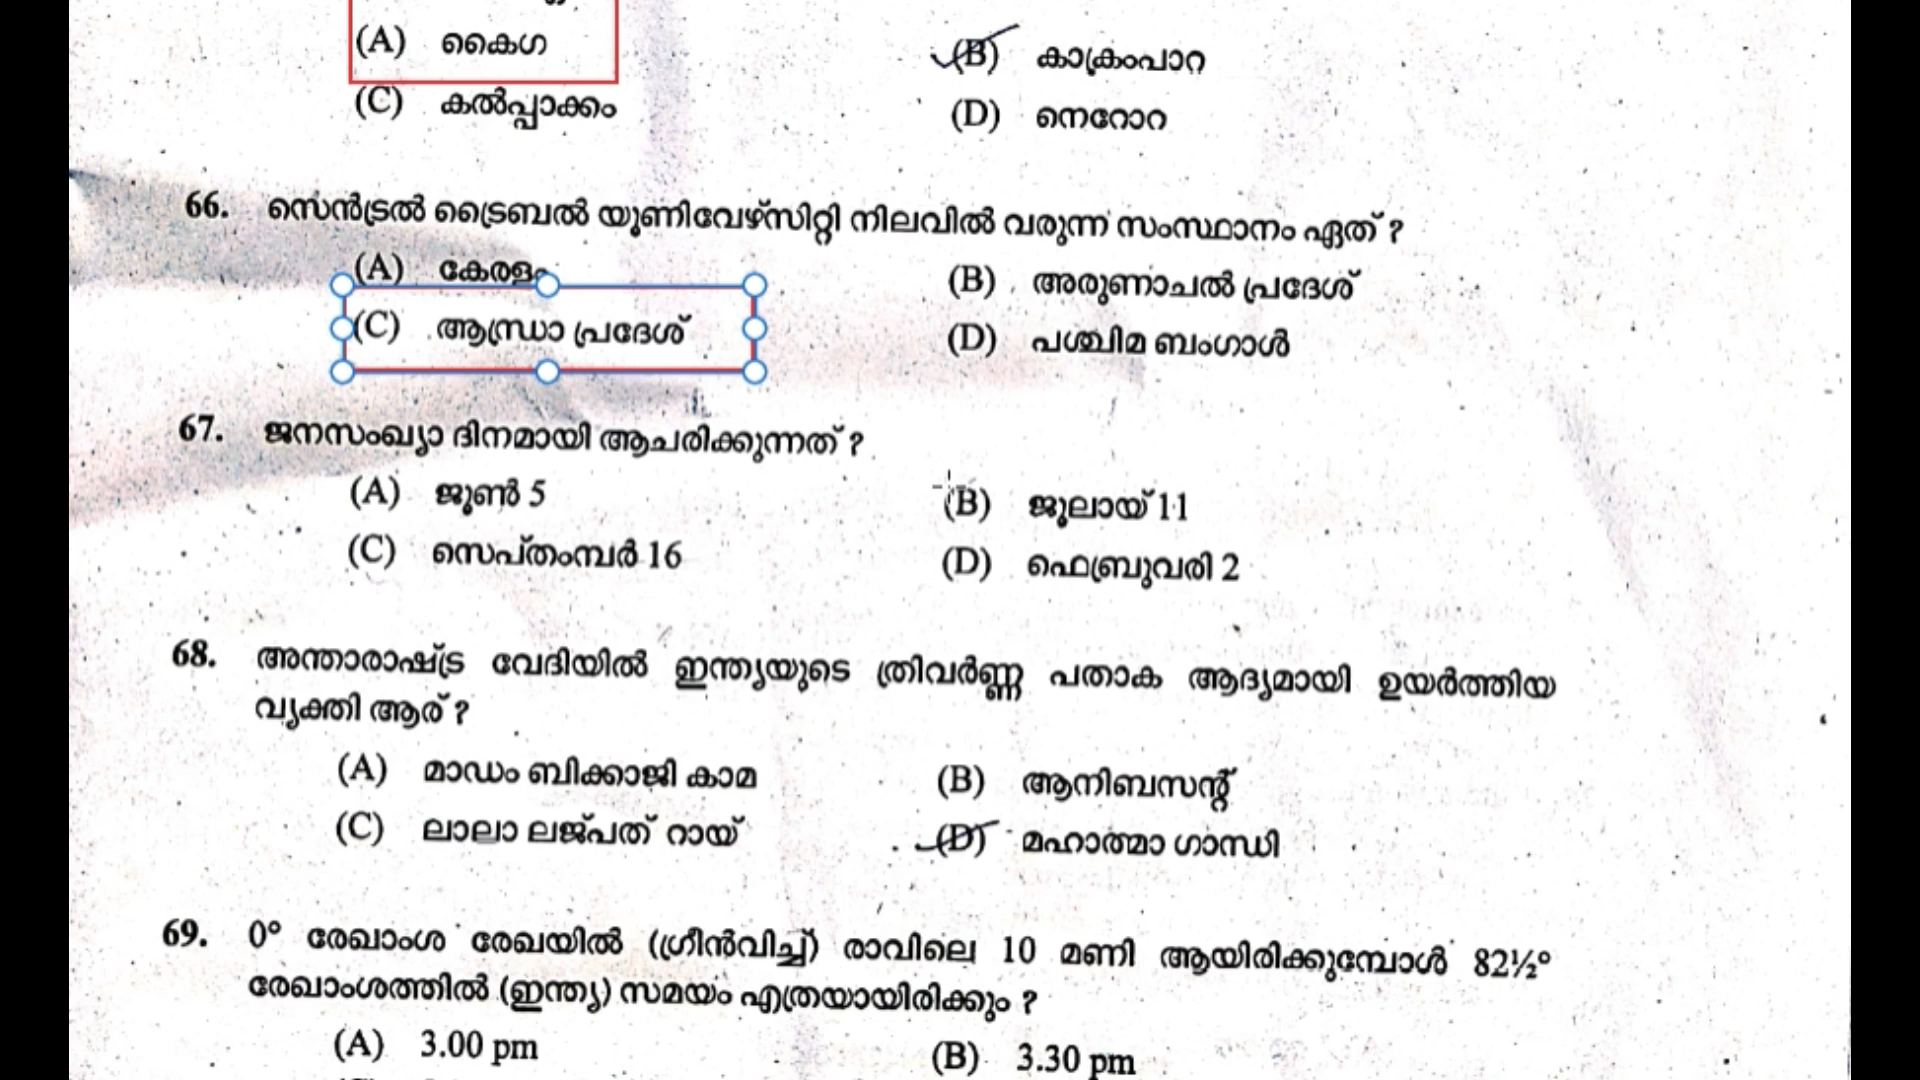 (A) കൈഗ (B) കാക്രംപാറ
(C) കൽപ്പാക്കം (D) നെറോറ
66. സെൻട്രൽ ട്രൈബൽ യൂണിവേഴ്സിറ്റി നിലവിൽ വരുന്ന സംസ്ഥാനം ഏത് ?
(A) കേരളം (B) അരുണാചൽ പ്രദേശ്
(C) ആന്ധ്രാ പ്രദേശ് (D) പശ്ചിമ ബംഗാൾ
67. ജനസംഖ്യാ ദിനമായി ആചരിക്കുന്നത് ?
(A) ജൂൺ 5 (B) ജൂലായ് 11
(C) സെപ്തംമ്പർ 16 (D) ഫെബ്രുവരി 2
68. അന്താരാഷ്ട്ര വേദിയിൽ ഇന്ത്യയുടെ ത്രിവർണ്ണ പതാക ആദ്യമായി ഉയർത്തിയ
വ്യക്തി ആര് ?
(A) മാഡം ബിക്കാജി കാമ (B) ആനിബസന്റ്
(C) ലാലാ ലജ്പത് റായ് (D) മഹാത്മാ ഗാന്ധി
69. 0° രേഖാംശ രേഖയിൽ (ഗ്രീൻവിച്ച്) രാവിലെ 10 മണി ആയിരിക്കുമ്പോൾ 82½°
രേഖാംശത്തിൽ (ഇന്ത്യ) സമയം എത്രയായിരിക്കും ?
(A) 3.00 pm (B) 3.30 pm